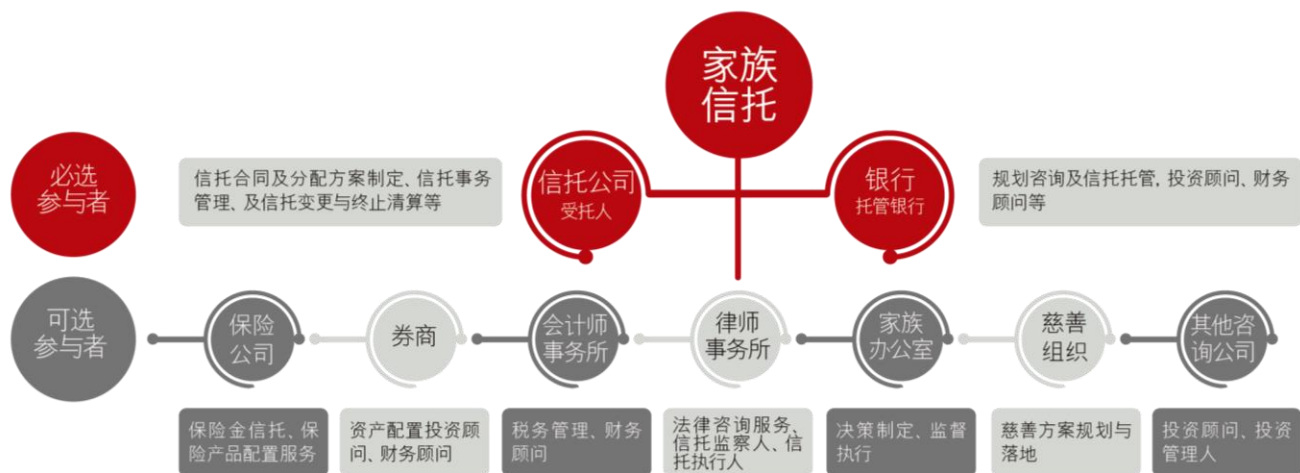 家族
信托
必选
参与者
信托合同及分配方案制定、信托事务
管理、及信托变更与终止清算等
信托公司
受托人
银行
托管银行
规划咨询及信托托管,投资顾问、财务
顾问等
可选
参与者
保险
公司
券商
会计师
事务所
律师
事务所
家族
办公室
慈善
组织
其他咨
询公司
保险金信托、保
险产品配置服务
资产配置投资顾
问、财务顾问
税务管理、财务
顾问
法律咨询服务、
信托监察人、信
托执行人
决策制定、监督
执行
慈善方案规划与
落地
投资顾问、投资
管理人